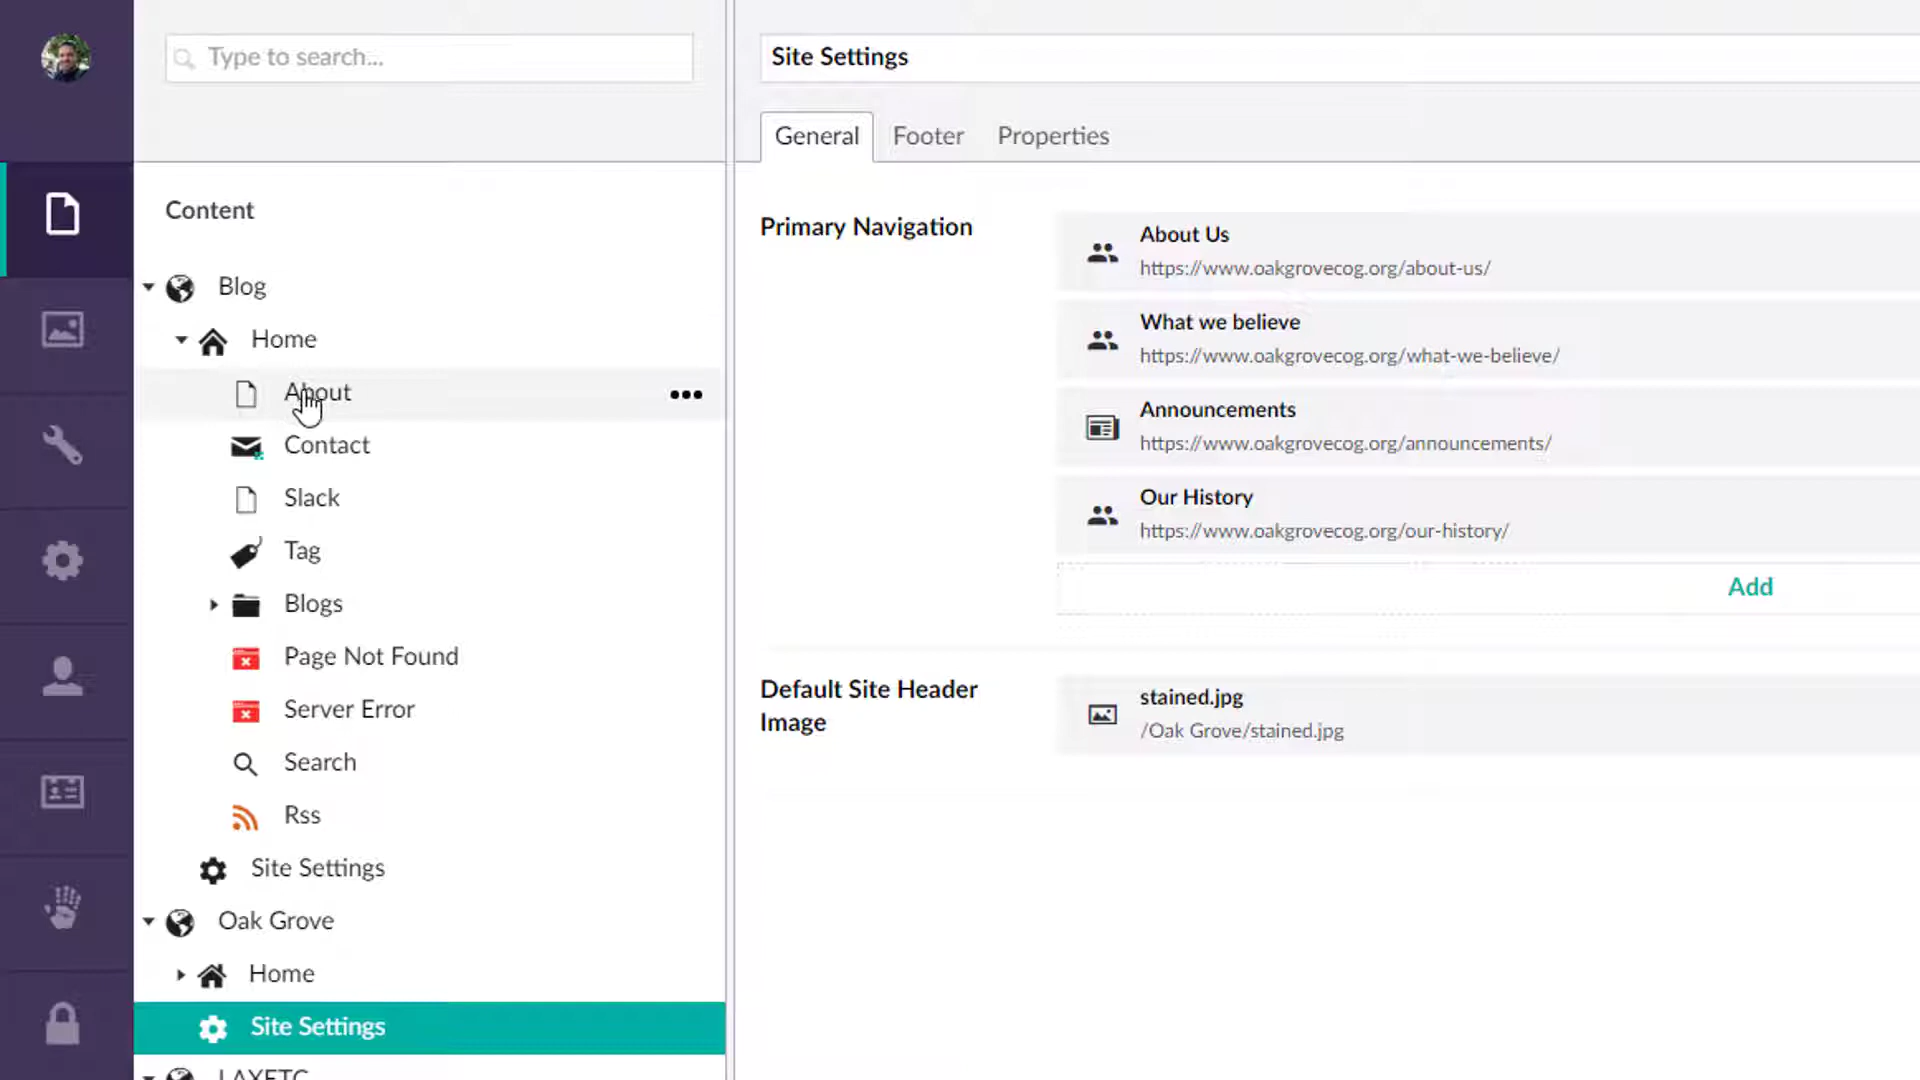 Type to search...
Site Settings
General
Footer
Properties
Content
Blog
Home
About
Contact
Slack
Tag
Blogs
Page Not Found
Server Error
Search
Rss
Site Settings
Oak Grove
Home
Site Settings
Primary Navigation
About Us
https://www.oakgrovecog.org/about-us/
What we believe
https://www.oakgrovecog.org/what-we-believe/
Announcements
https://www.oakgrovecog.org/announcements/
Our History
https://www.oakgrovecog.org/our-history/
Add
Default Site Header
Image
stained.jpg
/Oak Grove/stained.jpg